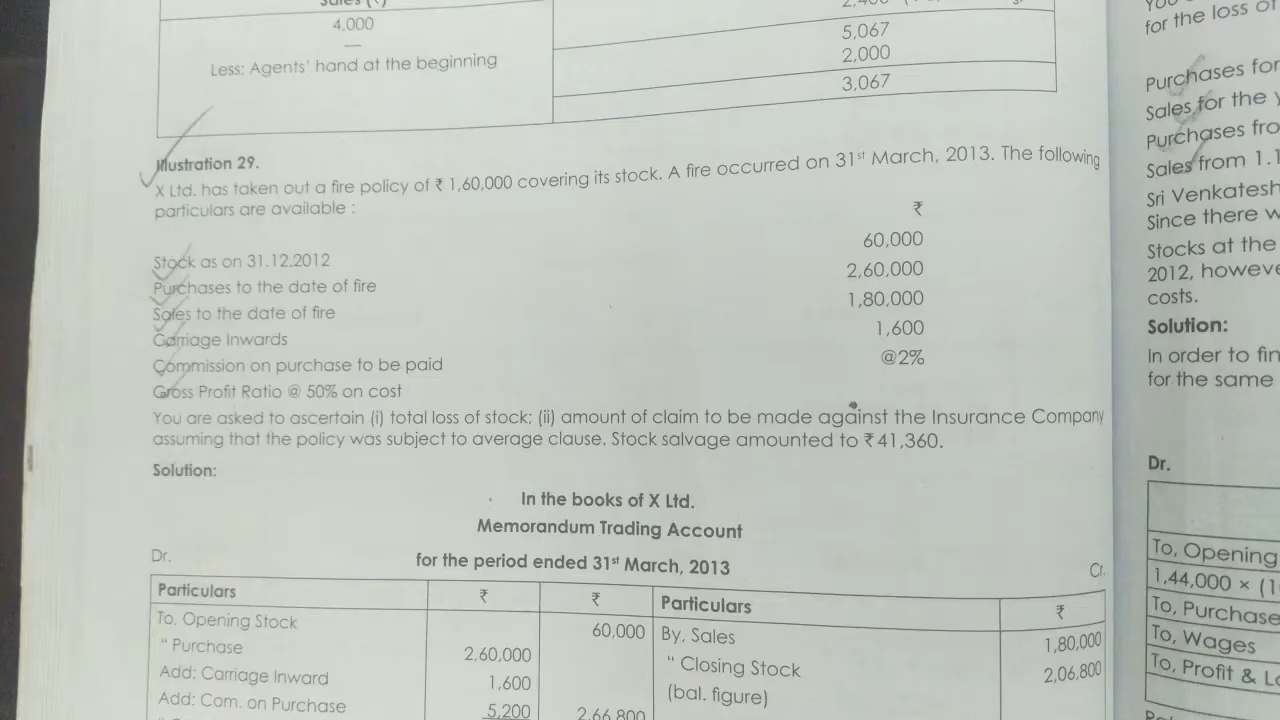 Sales (₹)
4,000
—
Less: Agents' hand at the beginning
5,067
2,000
3,067
Illustration 29.
X Ltd. has taken out a fire policy of ₹ 1,60,000 covering its stock. A fire occurred on 31st March, 2013. The following
particulars are available :
₹
Stock as on 31.12.2012 60,000
Purchases to the date of fire 2,60,000
Sales to the date of fire 1,80,000
Carriage Inwards 1,600
Commission on purchase to be paid @2%
Gross Profit Ratio @ 50% on cost
You are asked to ascertain (i) total loss of stock; (ii) amount of claim to be made against the Insurance Company
assuming that the policy was subject to average clause. Stock salvage amounted to ₹ 41,360.
Solution:
In the books of X Ltd.
Memorandum Trading Account
Dr. for the period ended 31st March, 2013 Cr.
Particulars ₹ ₹ Particulars ₹
To, Opening Stock 60,000 By, Sales 1,80,000
" Purchase 2,60,000 " Closing Stock 2,06,800
Add: Carriage Inward 1,600 (bal. figure)
Add: Com. on Purchase 5,200 2,66,800
for the loss of
Purchases for
Sales for the
Purchases fro
Sales from 1.1
Sri Venkatesh
Since there w
Stocks at the
2012, howeve
costs.
Solution:
In order to fin
for the same
Dr.
To, Opening
1,44,000 × (1
To, Purchase
To, Wages
To, Profit & Lo